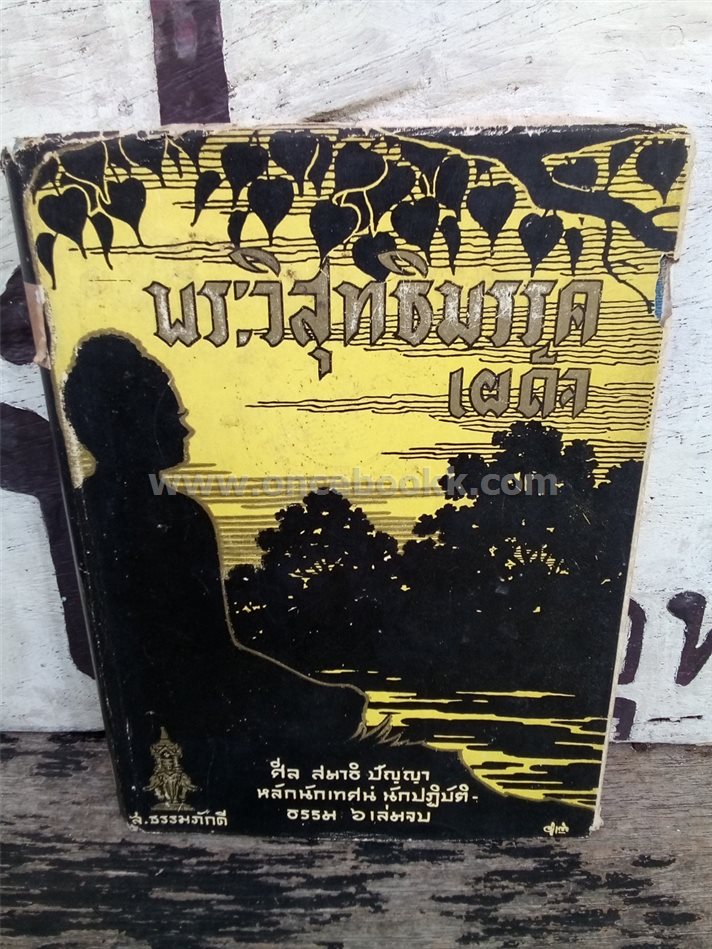 พระวิสุทธิมรรค
เผด็จ
www.oncebookk.com
ศีล สมาธิ ปัญญา
หลักนักเทศน์ นักปฏิบัติ-
ธรรม ๖ เล่มจบ
ส.ธรรมภักดี